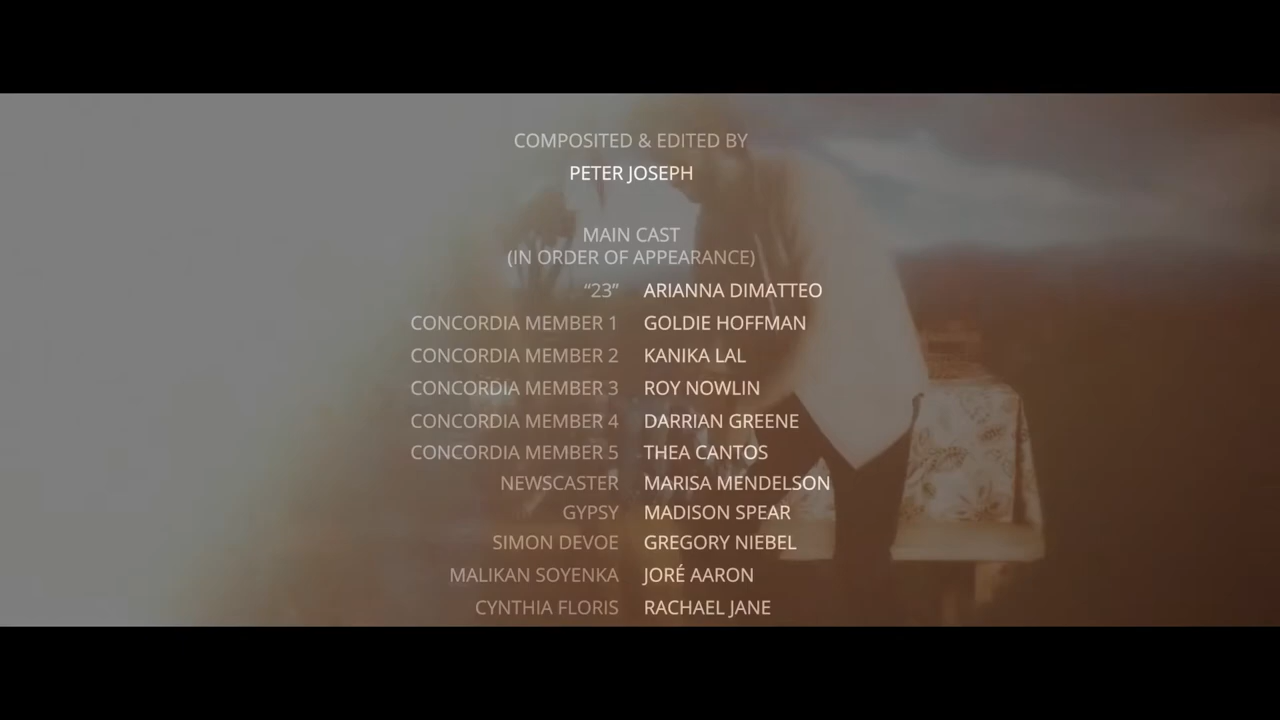 COMPOSITED & EDITED BY
PETER JOSEPH
MAIN CAST
(IN ORDER OF APPEARANCE)
“23” ARIANNA DIMATTEO
CONCORDIA MEMBER 1 GOLDIE HOFFMAN
CONCORDIA MEMBER 2 KANIKA LAL
CONCORDIA MEMBER 3 ROY NOWLIN
CONCORDIA MEMBER 4 DARRIAN GREENE
CONCORDIA MEMBER 5 THEA CANTOS
NEWSCASTER MARISA MENDELSON
GYPSY MADISON SPEAR
SIMON DEVOE GREGORY NIEBEL
MALIKAN SOYENKA JORÉ AARON
CYNTHIA FLORIS RACHAEL JANE